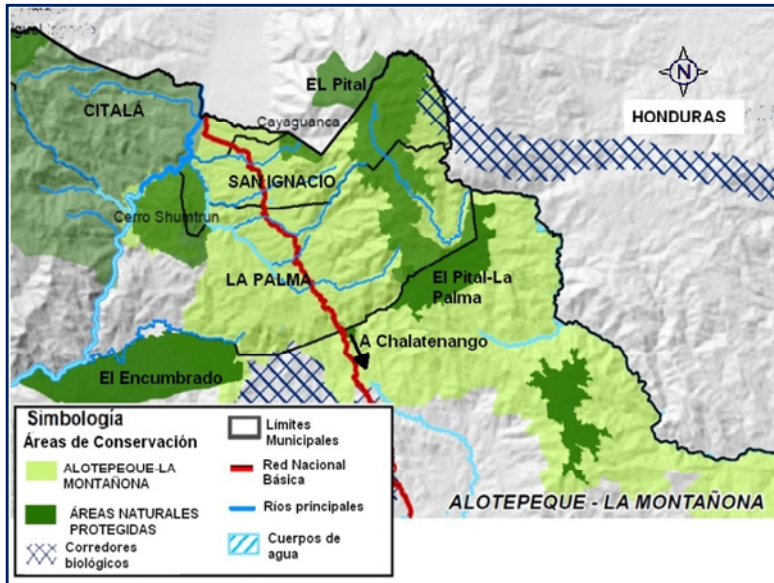 EL Pital
N
CITALÁ
HONDURAS
Cayaguanca
SAN IGNACIO
Cerro Shumtrun
LA PALMA
El Pital-La
Palma
A Chalatenango
El Encumbrado
Simbología
Áreas de Conservación
ALOTEPEQUE-LA
MONTAÑONA
ÁREAS NATURALES
PROTEGIDAS
Corredores
biológicos
Límites
Municipales
Red Nacional
Básica
Ríos principales
Cuerpos de
agua
ALOTEPEQUE - LA MONTAÑONA